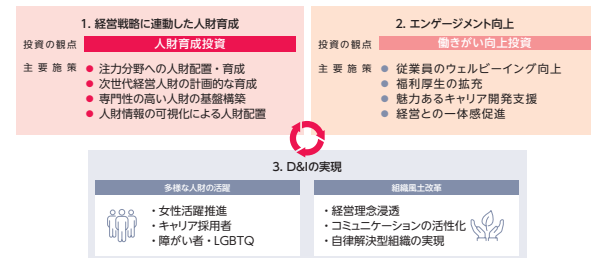 1. 経営戦略に連動した人財育成
投資の観点
人財育成投資
主要施策
● 注力分野への人財配置・育成
● 次世代経営人財の計画的な育成
● 専門性の高い人財の基盤構築
● 人財情報の可視化による人財配置
2. エンゲージメント向上
投資の観点
働きがい向上投資
主要施策
● 従業員のウェルビーイング向上
● 福利厚生の拡充
● 魅力あるキャリア開発支援
● 経営との一体感促進
3. D&Iの実現
多様な人財の活躍
・女性活躍推進
・キャリア採用者
・障がい者・LGBTQ
組織風土改革
・経営理念浸透
・コミュニケーションの活性化
・自律解決型組織の実現